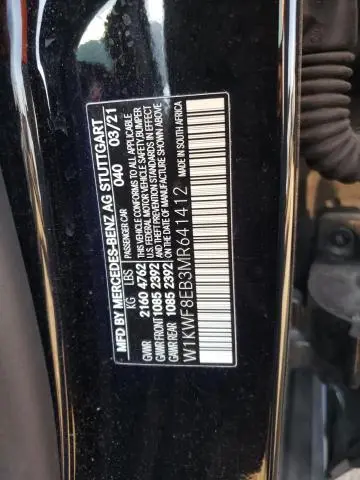 MFD BY MERCEDES-BENZ AG STUTTGART
KG LBS PASSENGER CAR 040 03/21
GVWR 2160 4762 THIS VEHICLE CONFORMS TO ALL APPLICABLE
U.S. FEDERAL MOTOR VEHICLE SAFETY, BUMPER,
GAWR FRONT 1085 2392 AND THEFT PREVENTION STANDARDS IN EFFECT
GAWR REAR 1085 2392 ON THE DATE OF MANUFACTURE SHOWN ABOVE.
W1KWF8EB3MR641412 MADE IN SOUTH AFRICA